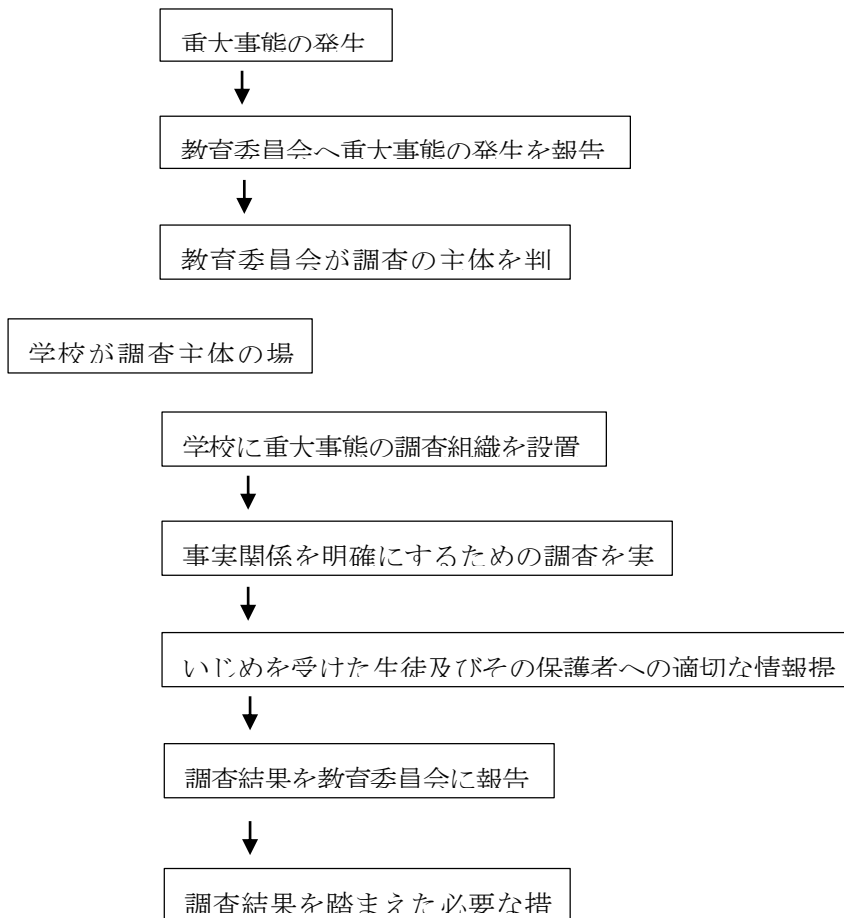 重大事態の発生
教育委員会へ重大事態の発生を報告
教育委員会が調査の主体を判
学校が調査主体の場
学校に重大事態の調査組織を設置
事実関係を明確にするための調査を実
いじめを受けた生徒及びその保護者への適切な情報提
調査結果を教育委員会に報告
調査結果を踏まえた必要な措